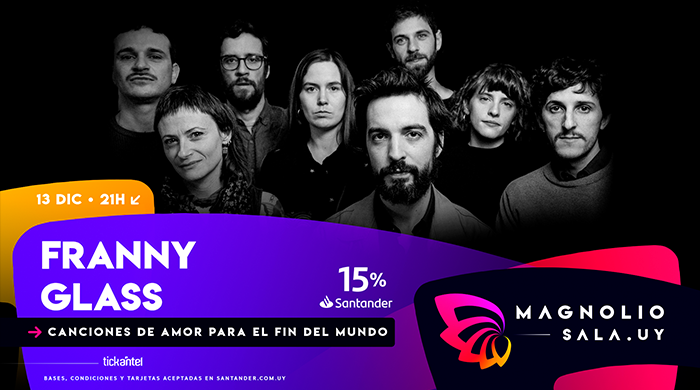 13 DIC • 21H ↙
FRANNY
GLASS
15%
Santander
→ CANCIONES DE AMOR PARA EL FIN DEL MUNDO
tickantel
BASES, CONDICIONES Y TARJETAS ACEPTADAS EN SANTANDER.COM.UY
MAGNOLIO
SALA.UY